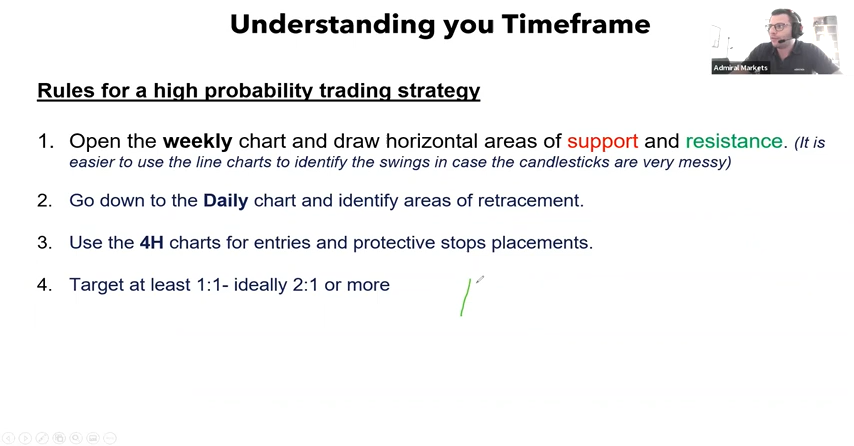 Understanding you Timeframe
Admiral Markets
Rules for a high probability trading strategy
1. Open the weekly chart and draw horizontal areas of support and resistance. (It is
easier to use the line charts to identify the swings in case the candlesticks are very messy)
2. Go down to the Daily chart and identify areas of retracement.
3. Use the 4H charts for entries and protective stops placements.
4. Target at least 1:1- ideally 2:1 or more